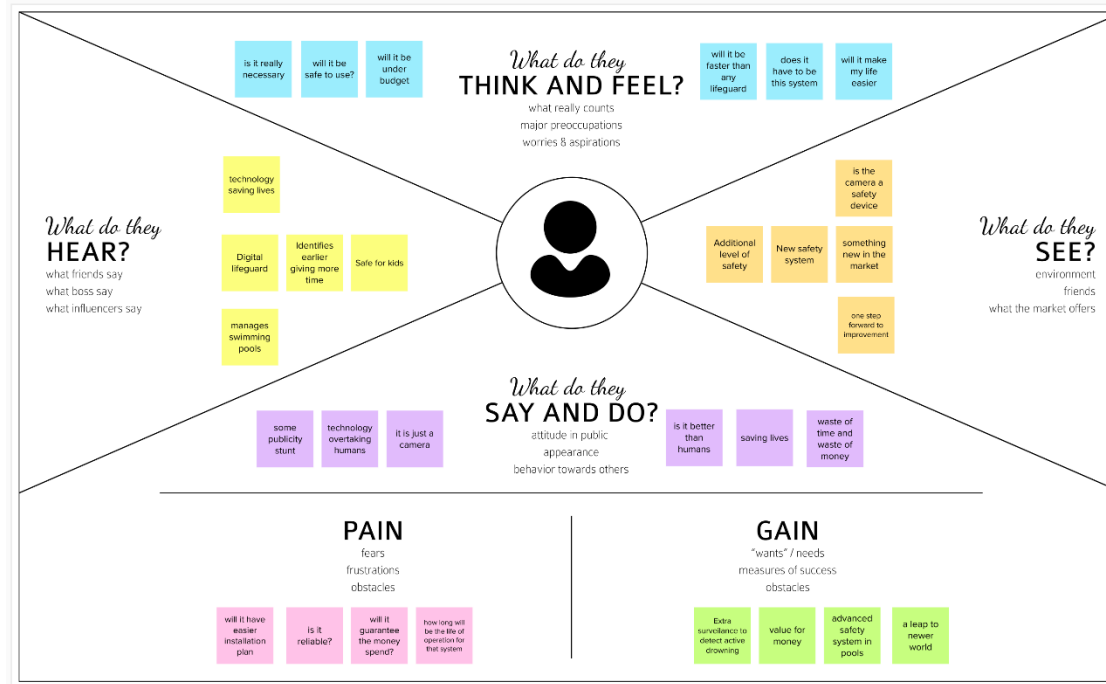 is it really
necessary
will it be
safe to use?
will it be
under
budget
What do they
THINK AND FEEL?
what really counts
major preoccupations
worries & aspirations
will it be
faster than
any
lifeguard
does it
have to be
this system
will it make
my life
easier
What do they
HEAR?
what friends say
what boss say
what influencers say
technology
saving lives
Digital
lifeguard
Identifies
earlier
giving more
time
Safe for kids
manages
swimming
pools
is the
camera a
safety
device
Additional
level of
safety
New safety
system
something
new in the
market
one step
forward to
improvement
What do they
SEE?
environment
friends
what the market offers
What do they
SAY AND DO?
attitude in public
appearance
behavior towards others
some
publicity
stunt
technology
overtaking
humans
it is just a
camera
is it better
than
humans
saving lives
waste of
time and
waste of
money
PAIN
fears
frustrations
obstacles
will it have
easier
installation
plan
is it
reliable?
will it
guarantee
the money
spend?
how long will
be the life of
operation for
that system
GAIN
"wants" / needs
measures of success
obstacles
Extra
surveilance to
detect active
drowning
value for
money
advanced
safety
system in
pools
a leap to
newer
world